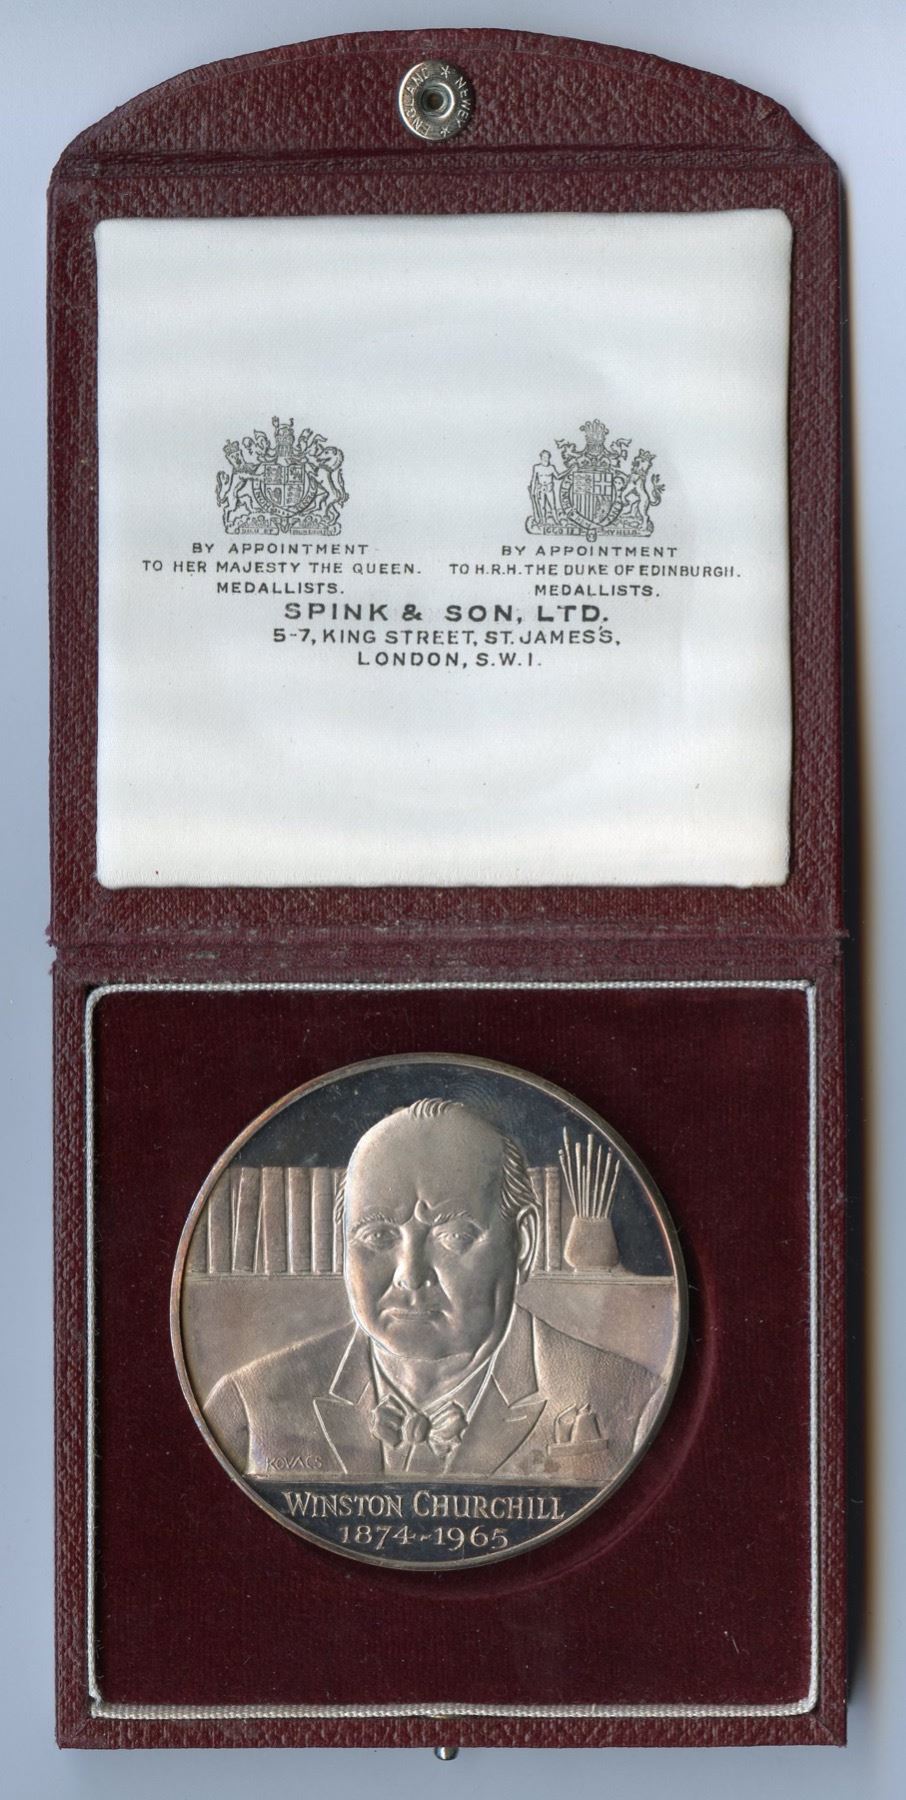 ENGLAND * NEWEY *
BY APPOINTMENT
TO HER MAJESTY THE QUEEN.
MEDALLISTS.
BY APPOINTMENT
TO H.R.H. THE DUKE OF EDINBURGH.
MEDALLISTS.
SPINK & SON, LTD.
5-7, KING STREET, ST. JAMES'S,
LONDON, S.W.1.
KOVACS
WINSTON CHURCHILL
1874-1965